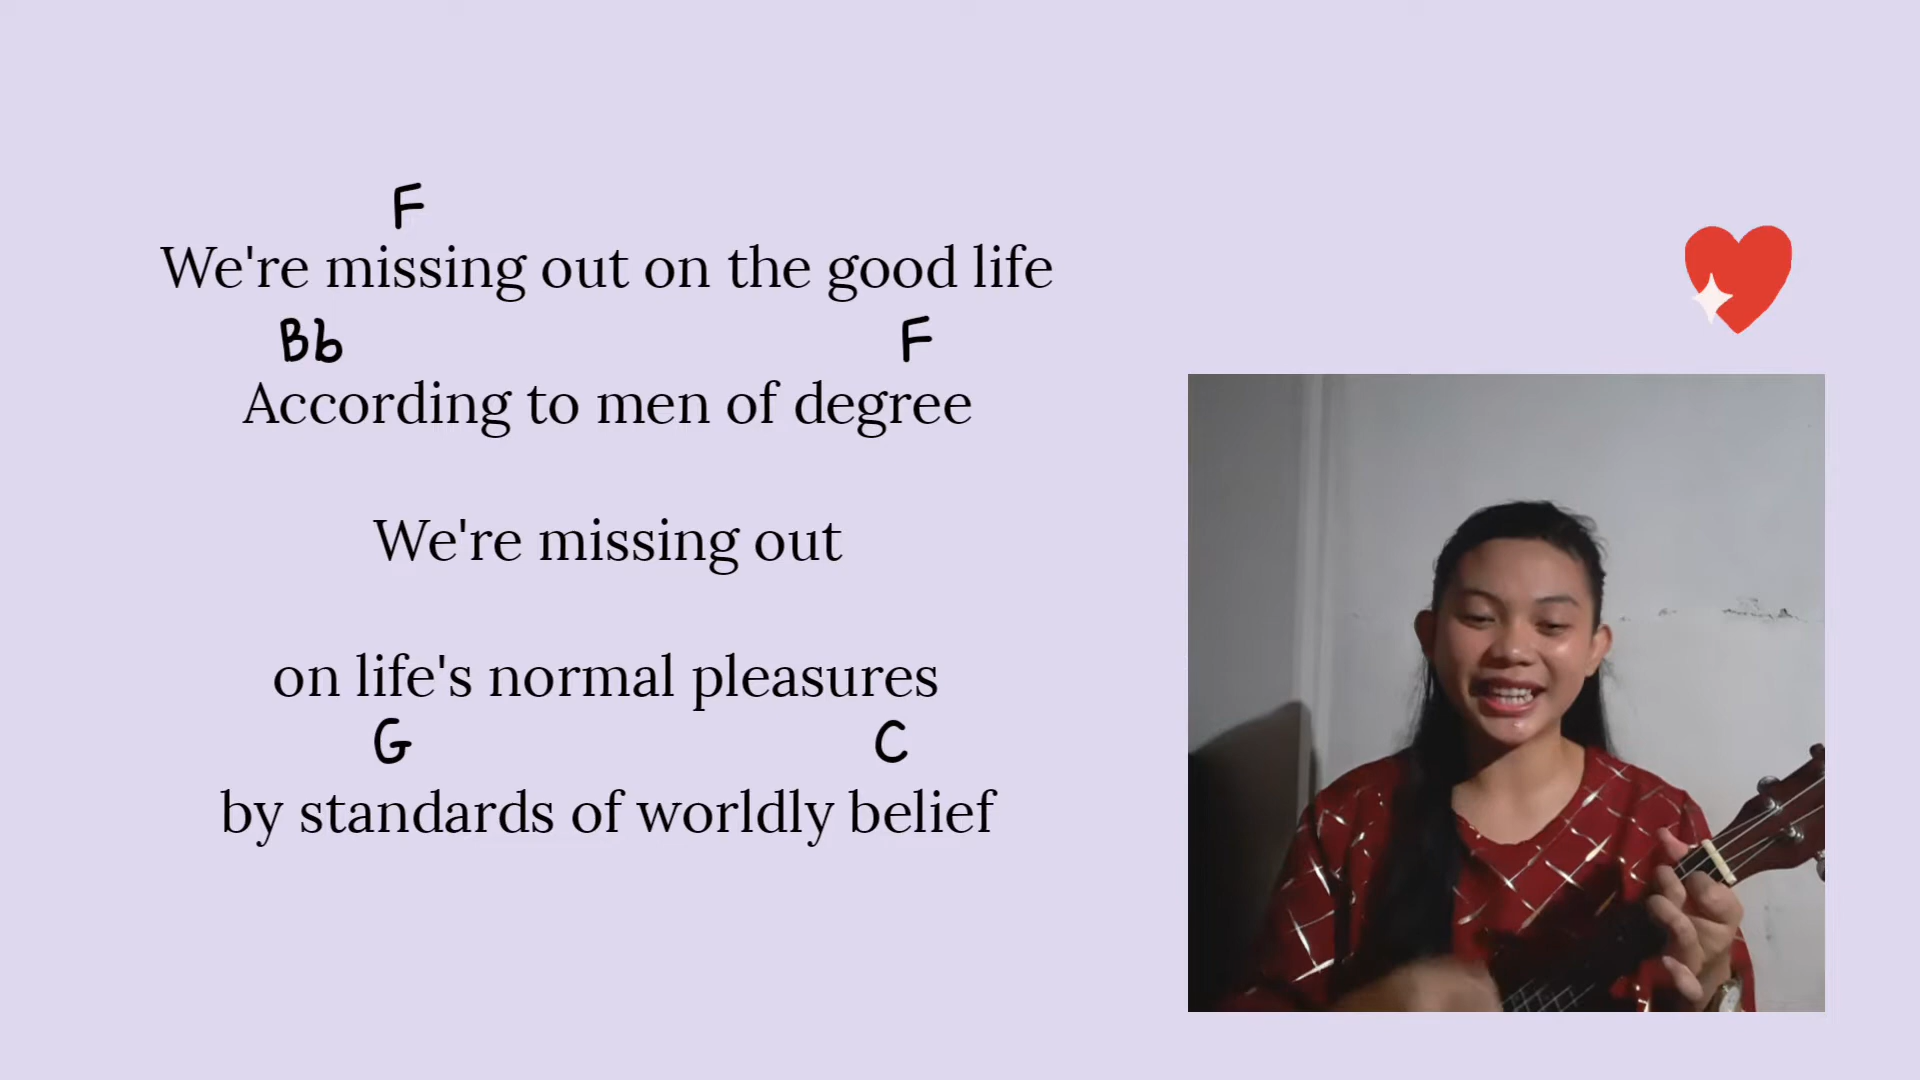 F
We're missing out on the good life
Bb F
According to men of degree
We're missing out
on life's normal pleasures
G C
by standards of worldly belief